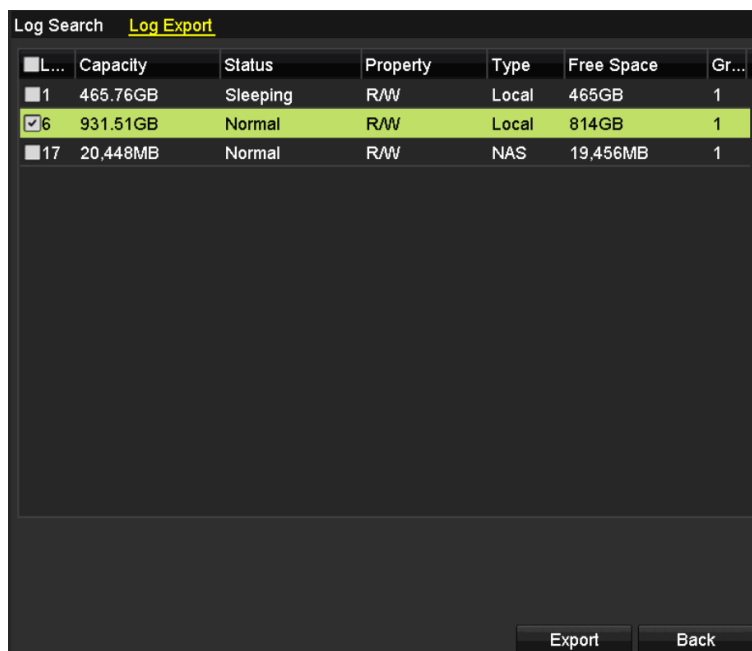 Log Search Log Export
L... Capacity Status Property Type Free Space Gr...
1 465.76GB Sleeping R/W Local 465GB 1
6 931.51GB Normal R/W Local 814GB 1
17 20,448MB Normal R/W NAS 19,456MB 1
Export Back